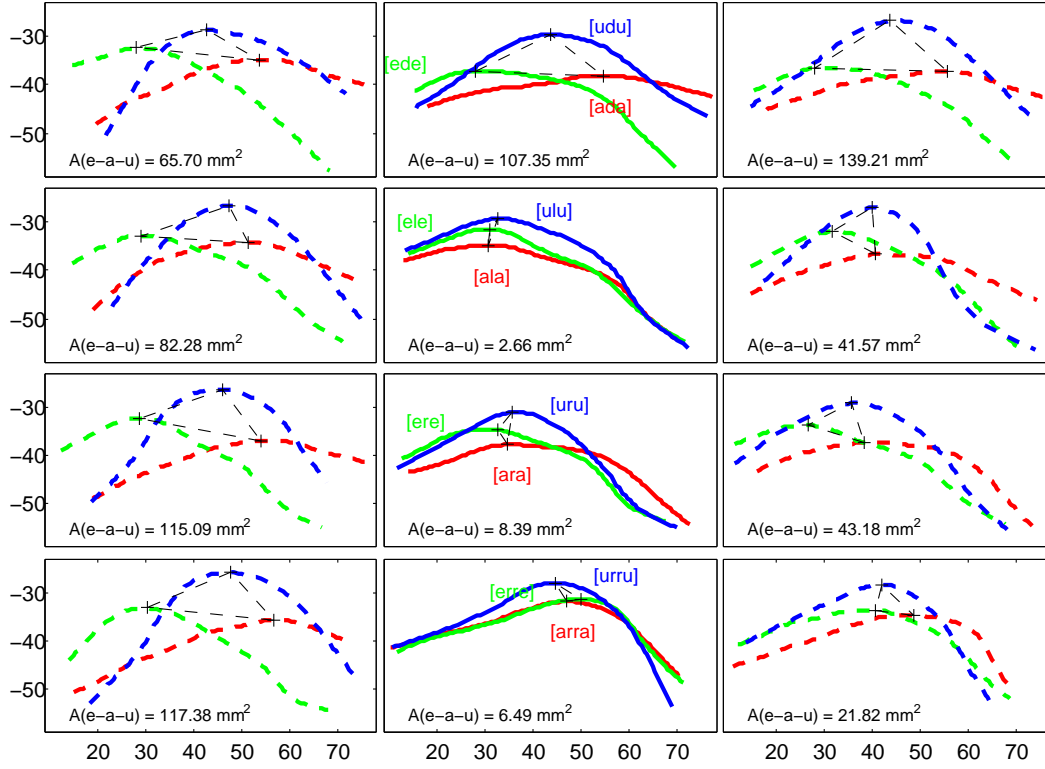 −30
−40
−50
A(e−a−u) = 65.70 mm2
[udu]
[ede]
[ada]
A(e−a−u) = 107.35 mm2
A(e−a−u) = 139.21 mm2
−30
−40
−50
A(e−a−u) = 82.28 mm2
[ulu]
[ele]
[ala]
A(e−a−u) = 2.66 mm2
A(e−a−u) = 41.57 mm2
−30
−40
−50
A(e−a−u) = 115.09 mm2
[uru]
[ere]
[ara]
A(e−a−u) = 8.39 mm2
A(e−a−u) = 43.18 mm2
−30
−40
−50
A(e−a−u) = 117.38 mm2
[urru]
[erre]
[arra]
A(e−a−u) = 6.49 mm2
A(e−a−u) = 21.82 mm2
20 30 40 50 60 70
20 30 40 50 60 70
20 30 40 50 60 70